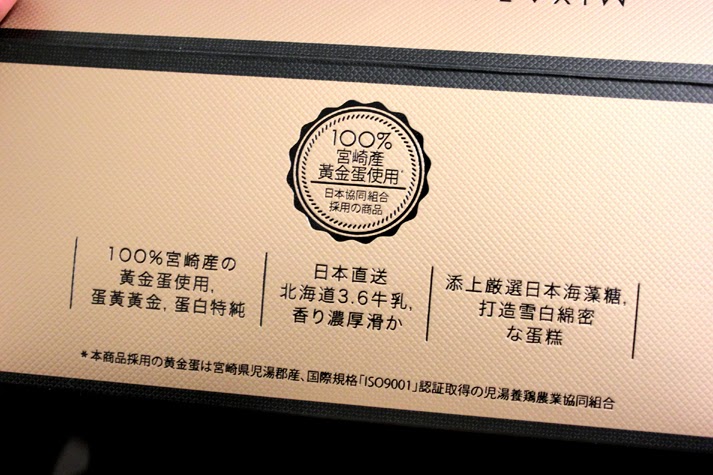 100%
宮崎產
黃金蛋使用*
日本協同組合
採用の商品
100%宮崎産の
黃金蛋使用,
蛋黃黃金, 蛋白特純
日本直送
北海道3.6牛乳,
香り濃厚滑か
添上厳選日本海藻糖,
打造雪白綿密
な蛋糕
*本商品採用の黄金蛋は宮崎県児湯郡産、国際規格「ISO9001」認証取得の児湯養鶏農業協同組合